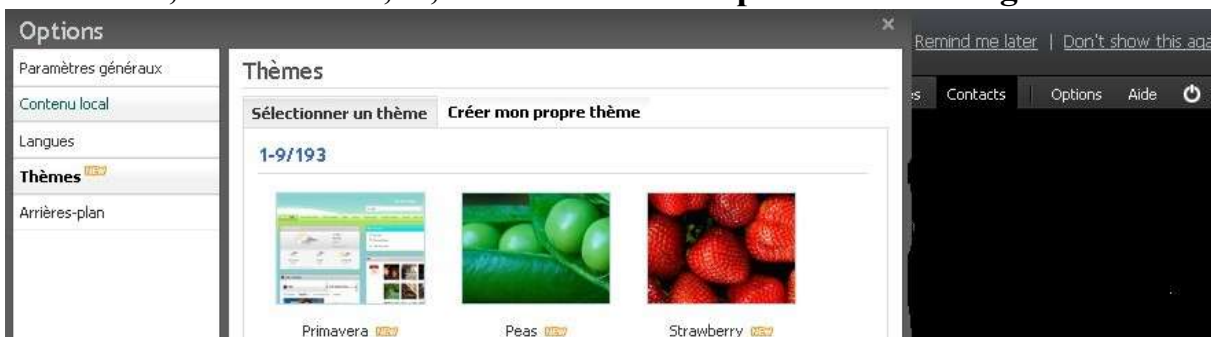 Options
Remind me later | Don't show this aga
Paramètres généraux
Contenu local
Langues
Thèmes NEW
Arrières-plan
Thèmes
Sélectionner un thème Créer mon propre thème
1-9/193
Primavera NEW
Peas NEW
Strawberry NEW
Contacts Options Aide